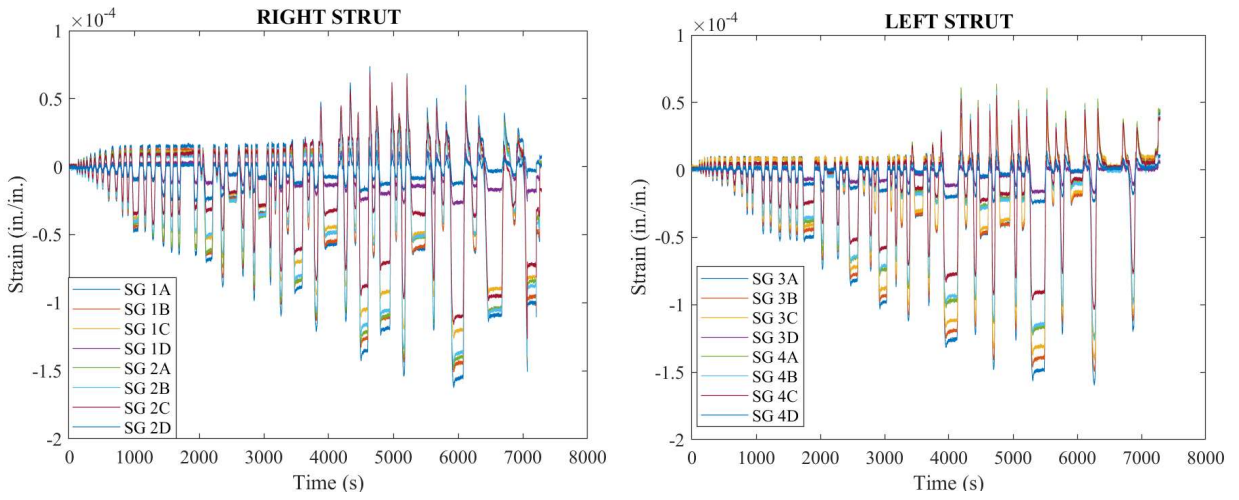 RIGHT STRUT
×10⁻⁴
1
0.5
0
-0.5
-1
-1.5
-2
Strain (in./in.)
SG 1A
SG 1B
SG 1C
SG 1D
SG 2A
SG 2B
SG 2C
SG 2D
0 1000 2000 3000 4000 5000 6000 7000 8000
Time (s)
LEFT STRUT
×10⁻⁴
1
0.5
0
-0.5
-1
-1.5
-2
Strain (in./in.)
SG 3A
SG 3B
SG 3C
SG 3D
SG 4A
SG 4B
SG 4C
SG 4D
0 1000 2000 3000 4000 5000 6000 7000 8000
Time (s)